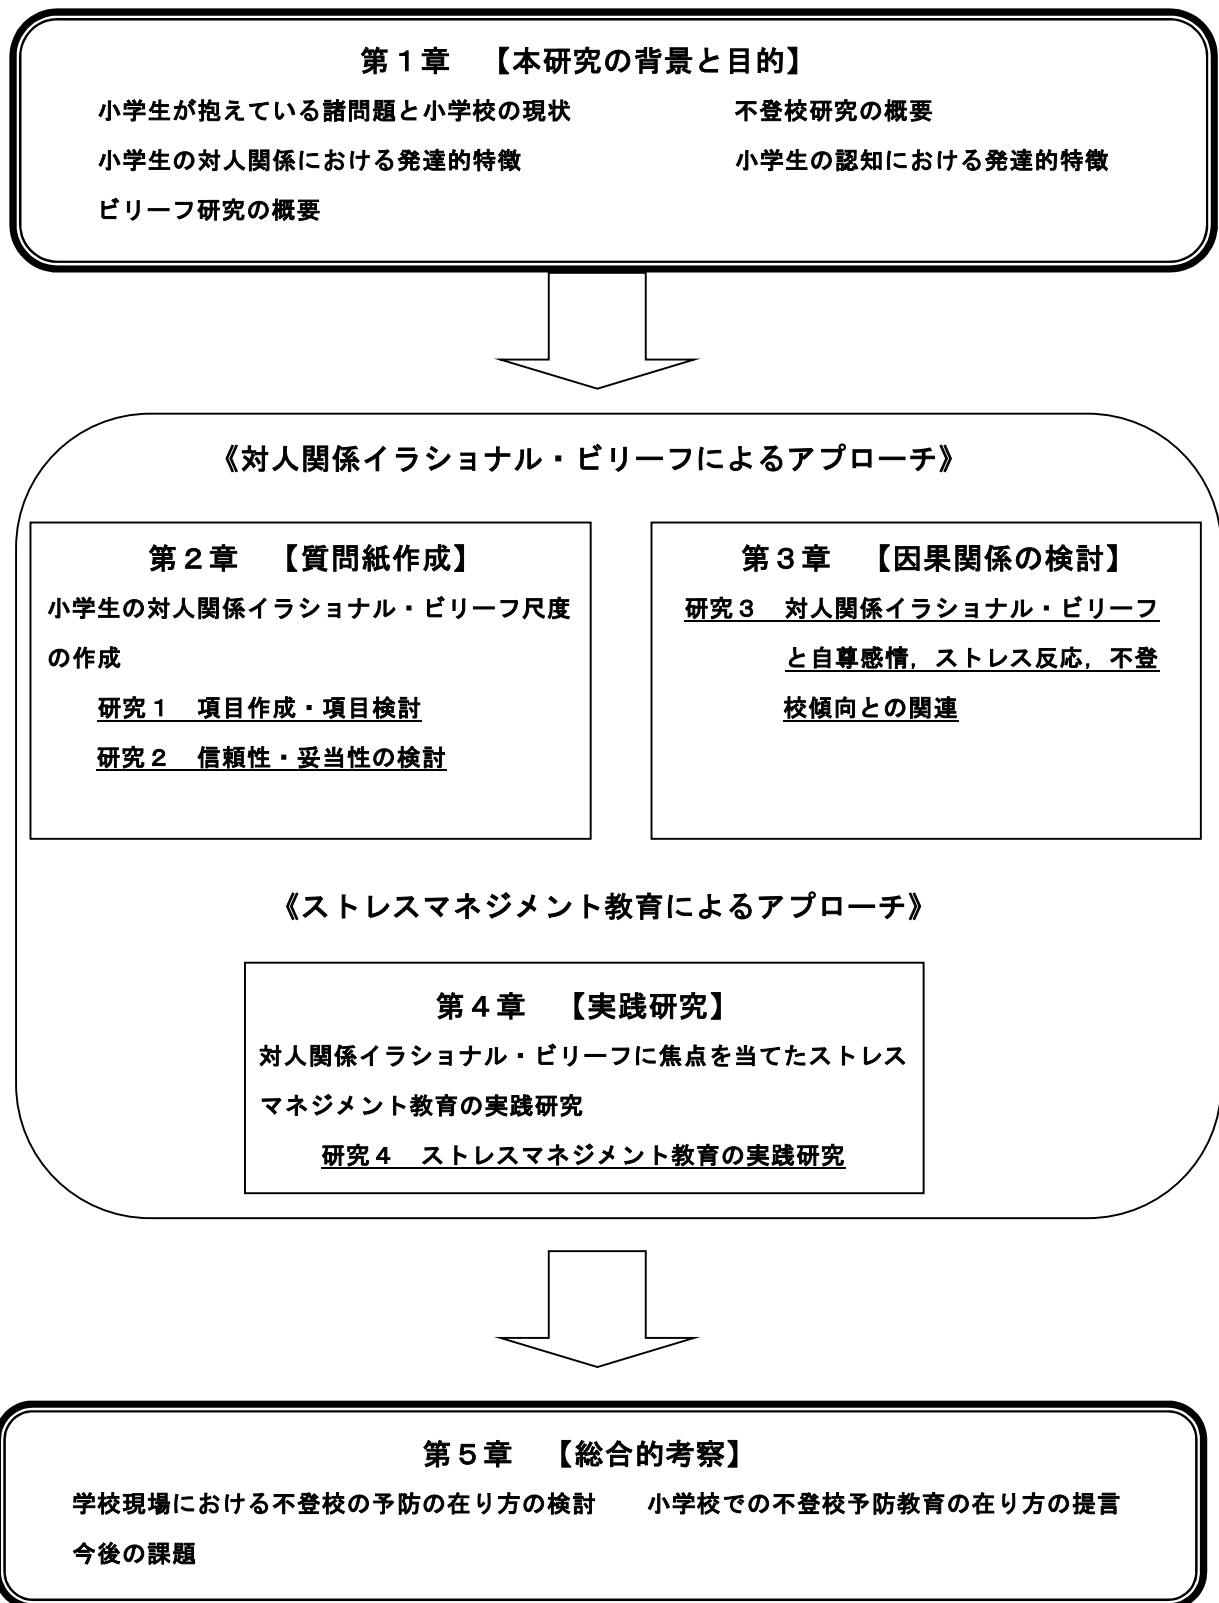 第１章　【本研究の背景と目的】
小学生が抱えている諸問題と小学校の現状　不登校研究の概要
小学生の対人関係における発達的特徴　小学生の認知における発達的特徴
ビリーフ研究の概要
《対人関係イラショナル・ビリーフによるアプローチ》
第２章　【質問紙作成】
小学生の対人関係イラショナル・ビリーフ尺度
の作成
研究１　項目作成・項目検討
研究２　信頼性・妥当性の検討
第３章　【因果関係の検討】
研究３　対人関係イラショナル・ビリーフ
と自尊感情，ストレス反応，不登
校傾向との関連
《ストレスマネジメント教育によるアプローチ》
第４章　【実践研究】
対人関係イラショナル・ビリーフに焦点を当てたストレス
マネジメント教育の実践研究
研究４　ストレスマネジメント教育の実践研究
第５章　【総合的考察】
学校現場における不登校の予防の在り方の検討　小学校での不登校予防教育の在り方の提言
今後の課題